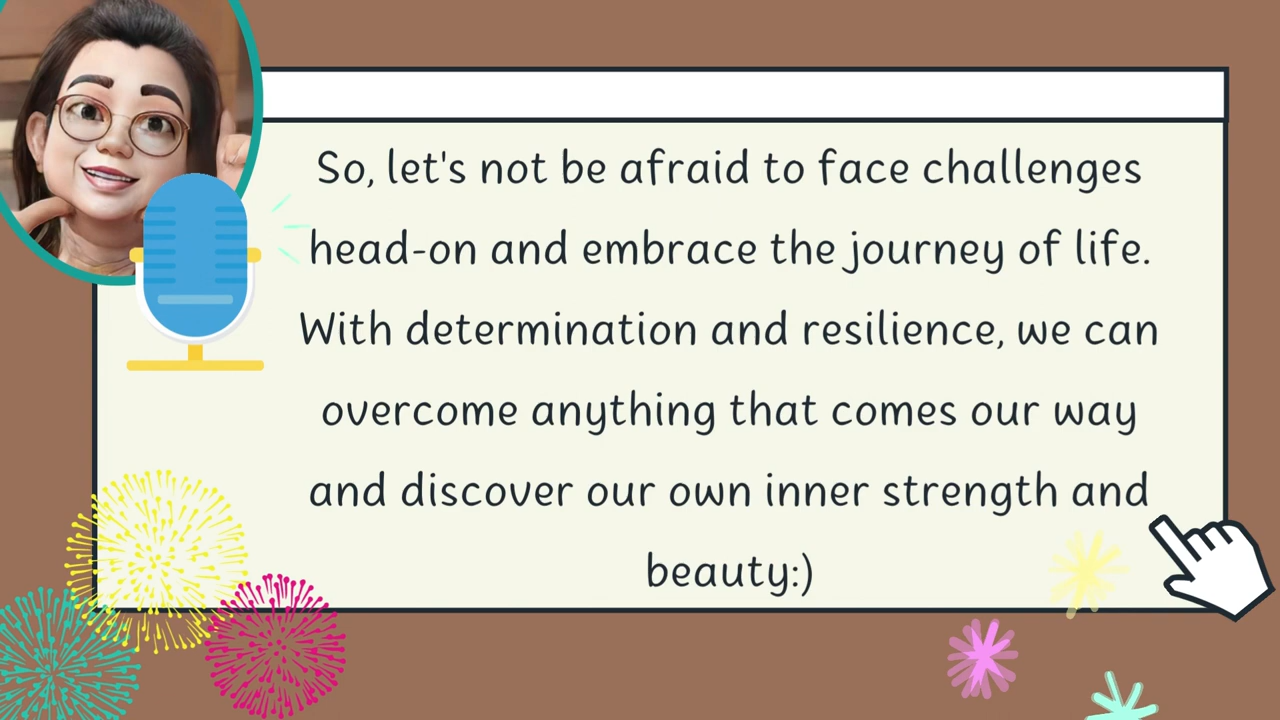 So, let's not be afraid to face challenges
head-on and embrace the journey of life.
With determination and resilience, we can
overcome anything that comes our way
and discover our own inner strength and
beauty:)